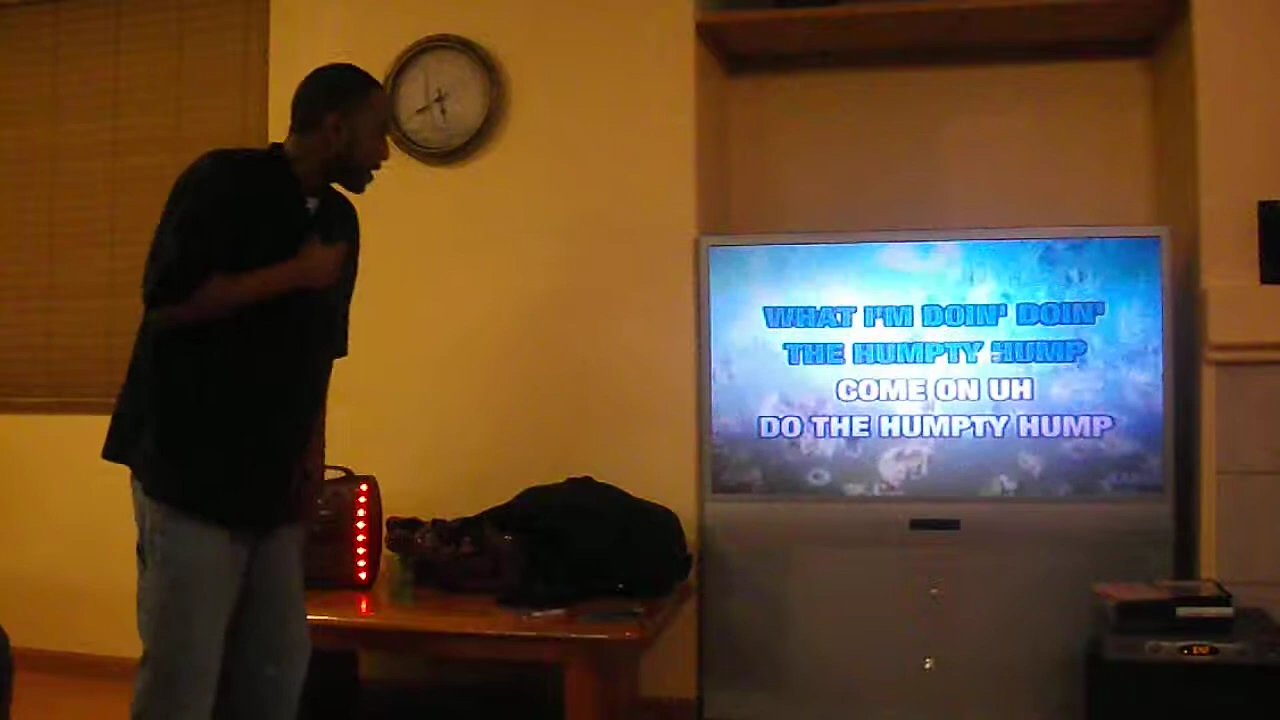 WHAT I'M DOIN' DOIN'
THE HUMPTY HUMP
COME ON UH
DO THE HUMPTY HUMP